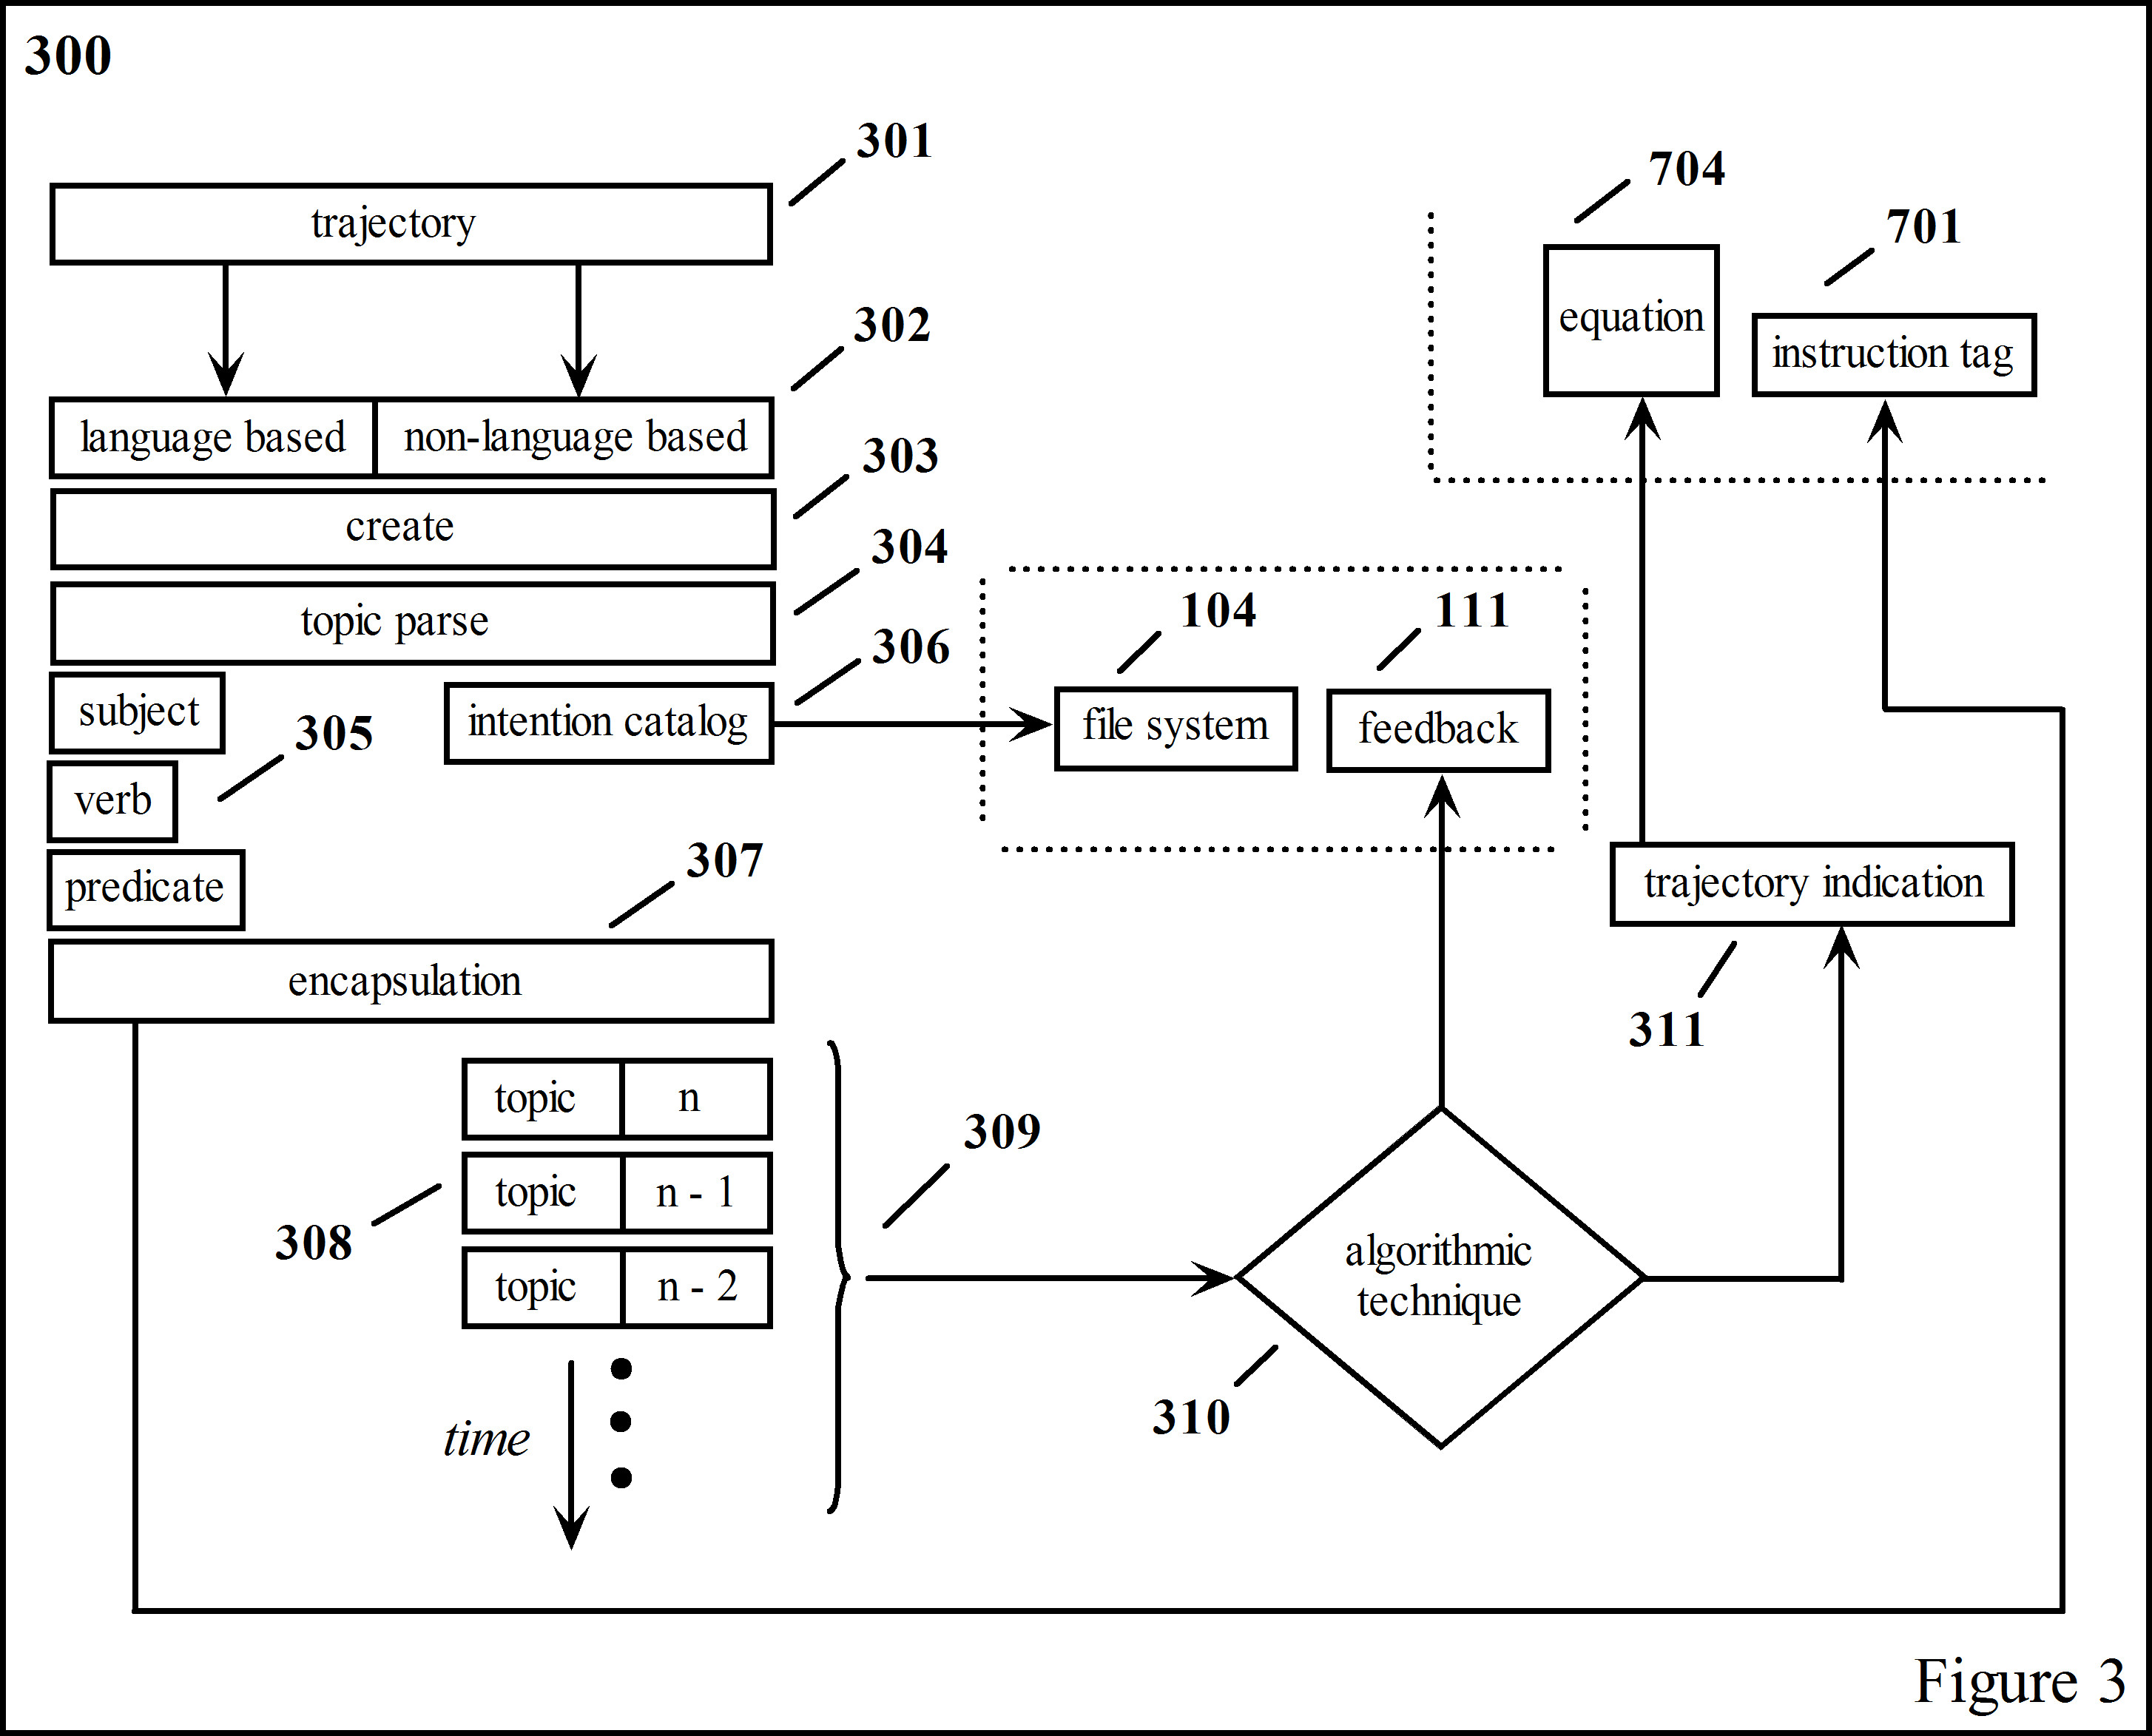 300
301
trajectory
704
701
equation
instruction tag
302
language based
non-language based
303
create
304
topic parse
306
subject
intention catalog
104
111
file system
feedback
305
verb
predicate
307
trajectory indication
311
encapsulation
topic
n
309
topic
n - 1
308
topic
n - 2
algorithmic
technique
310
time
Figure 3